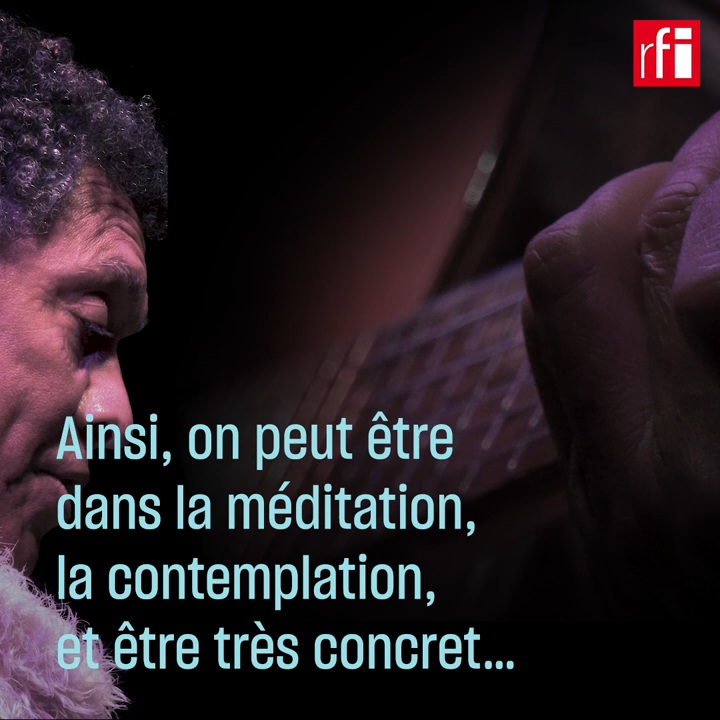 rfi
Ainsi, on peut être
dans la méditation,
la contemplation,
et être très concret...